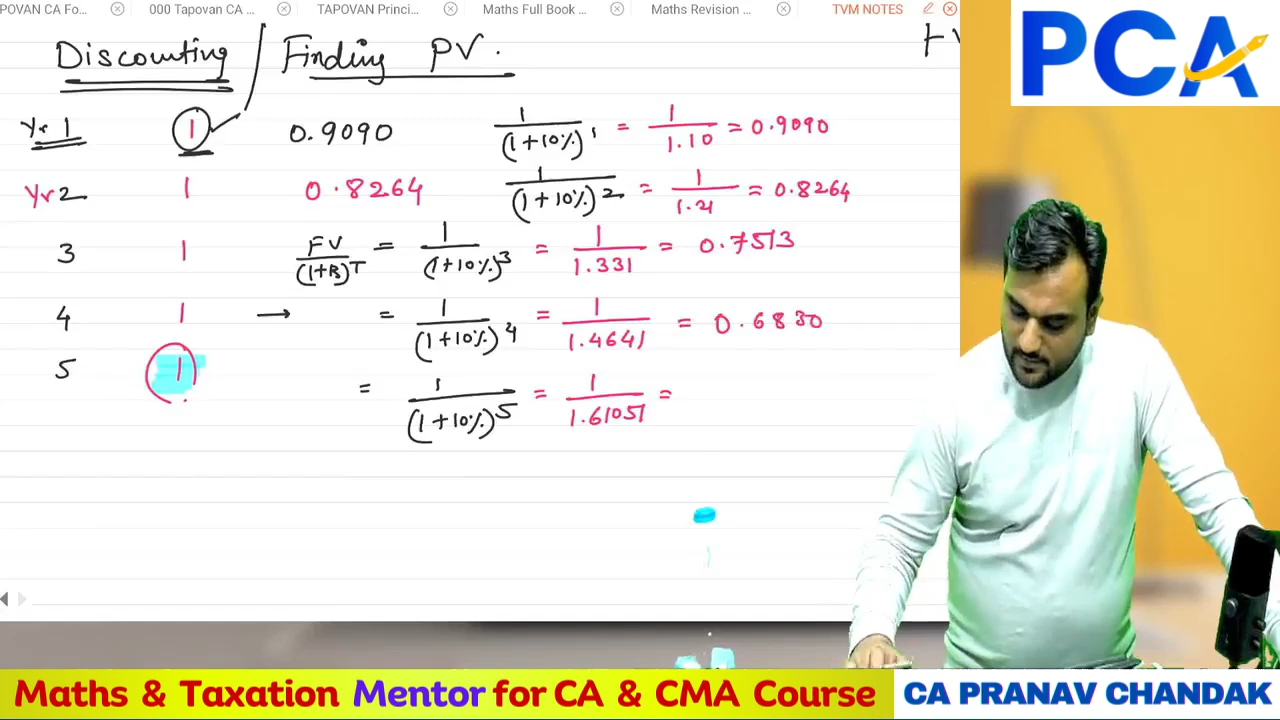 POVAN CA Fo... 000 Tapovan CA ... TAPOVAN Princi... Maths Full Book ... Maths Revision ... TVM NOTES
PCA
Discounting / Finding PV.
Yr 1 1 0.9090 1/(1+10%)^1 = 1/1.10 = 0.9090
Yr 2 1 0.8264 1/(1+10%)^2 = 1/1.21 = 0.8264
3 1 FV/(1+R)^T = 1/(1+10%)^3 = 1/1.331 = 0.7513
4 1 → = 1/(1+10%)^4 = 1/1.4641 = 0.6830
5 1 = 1/(1+10%)^5 = 1/1.61051 =
Maths & Taxation Mentor for CA & CMA Course
CA PRANAV CHANDAK